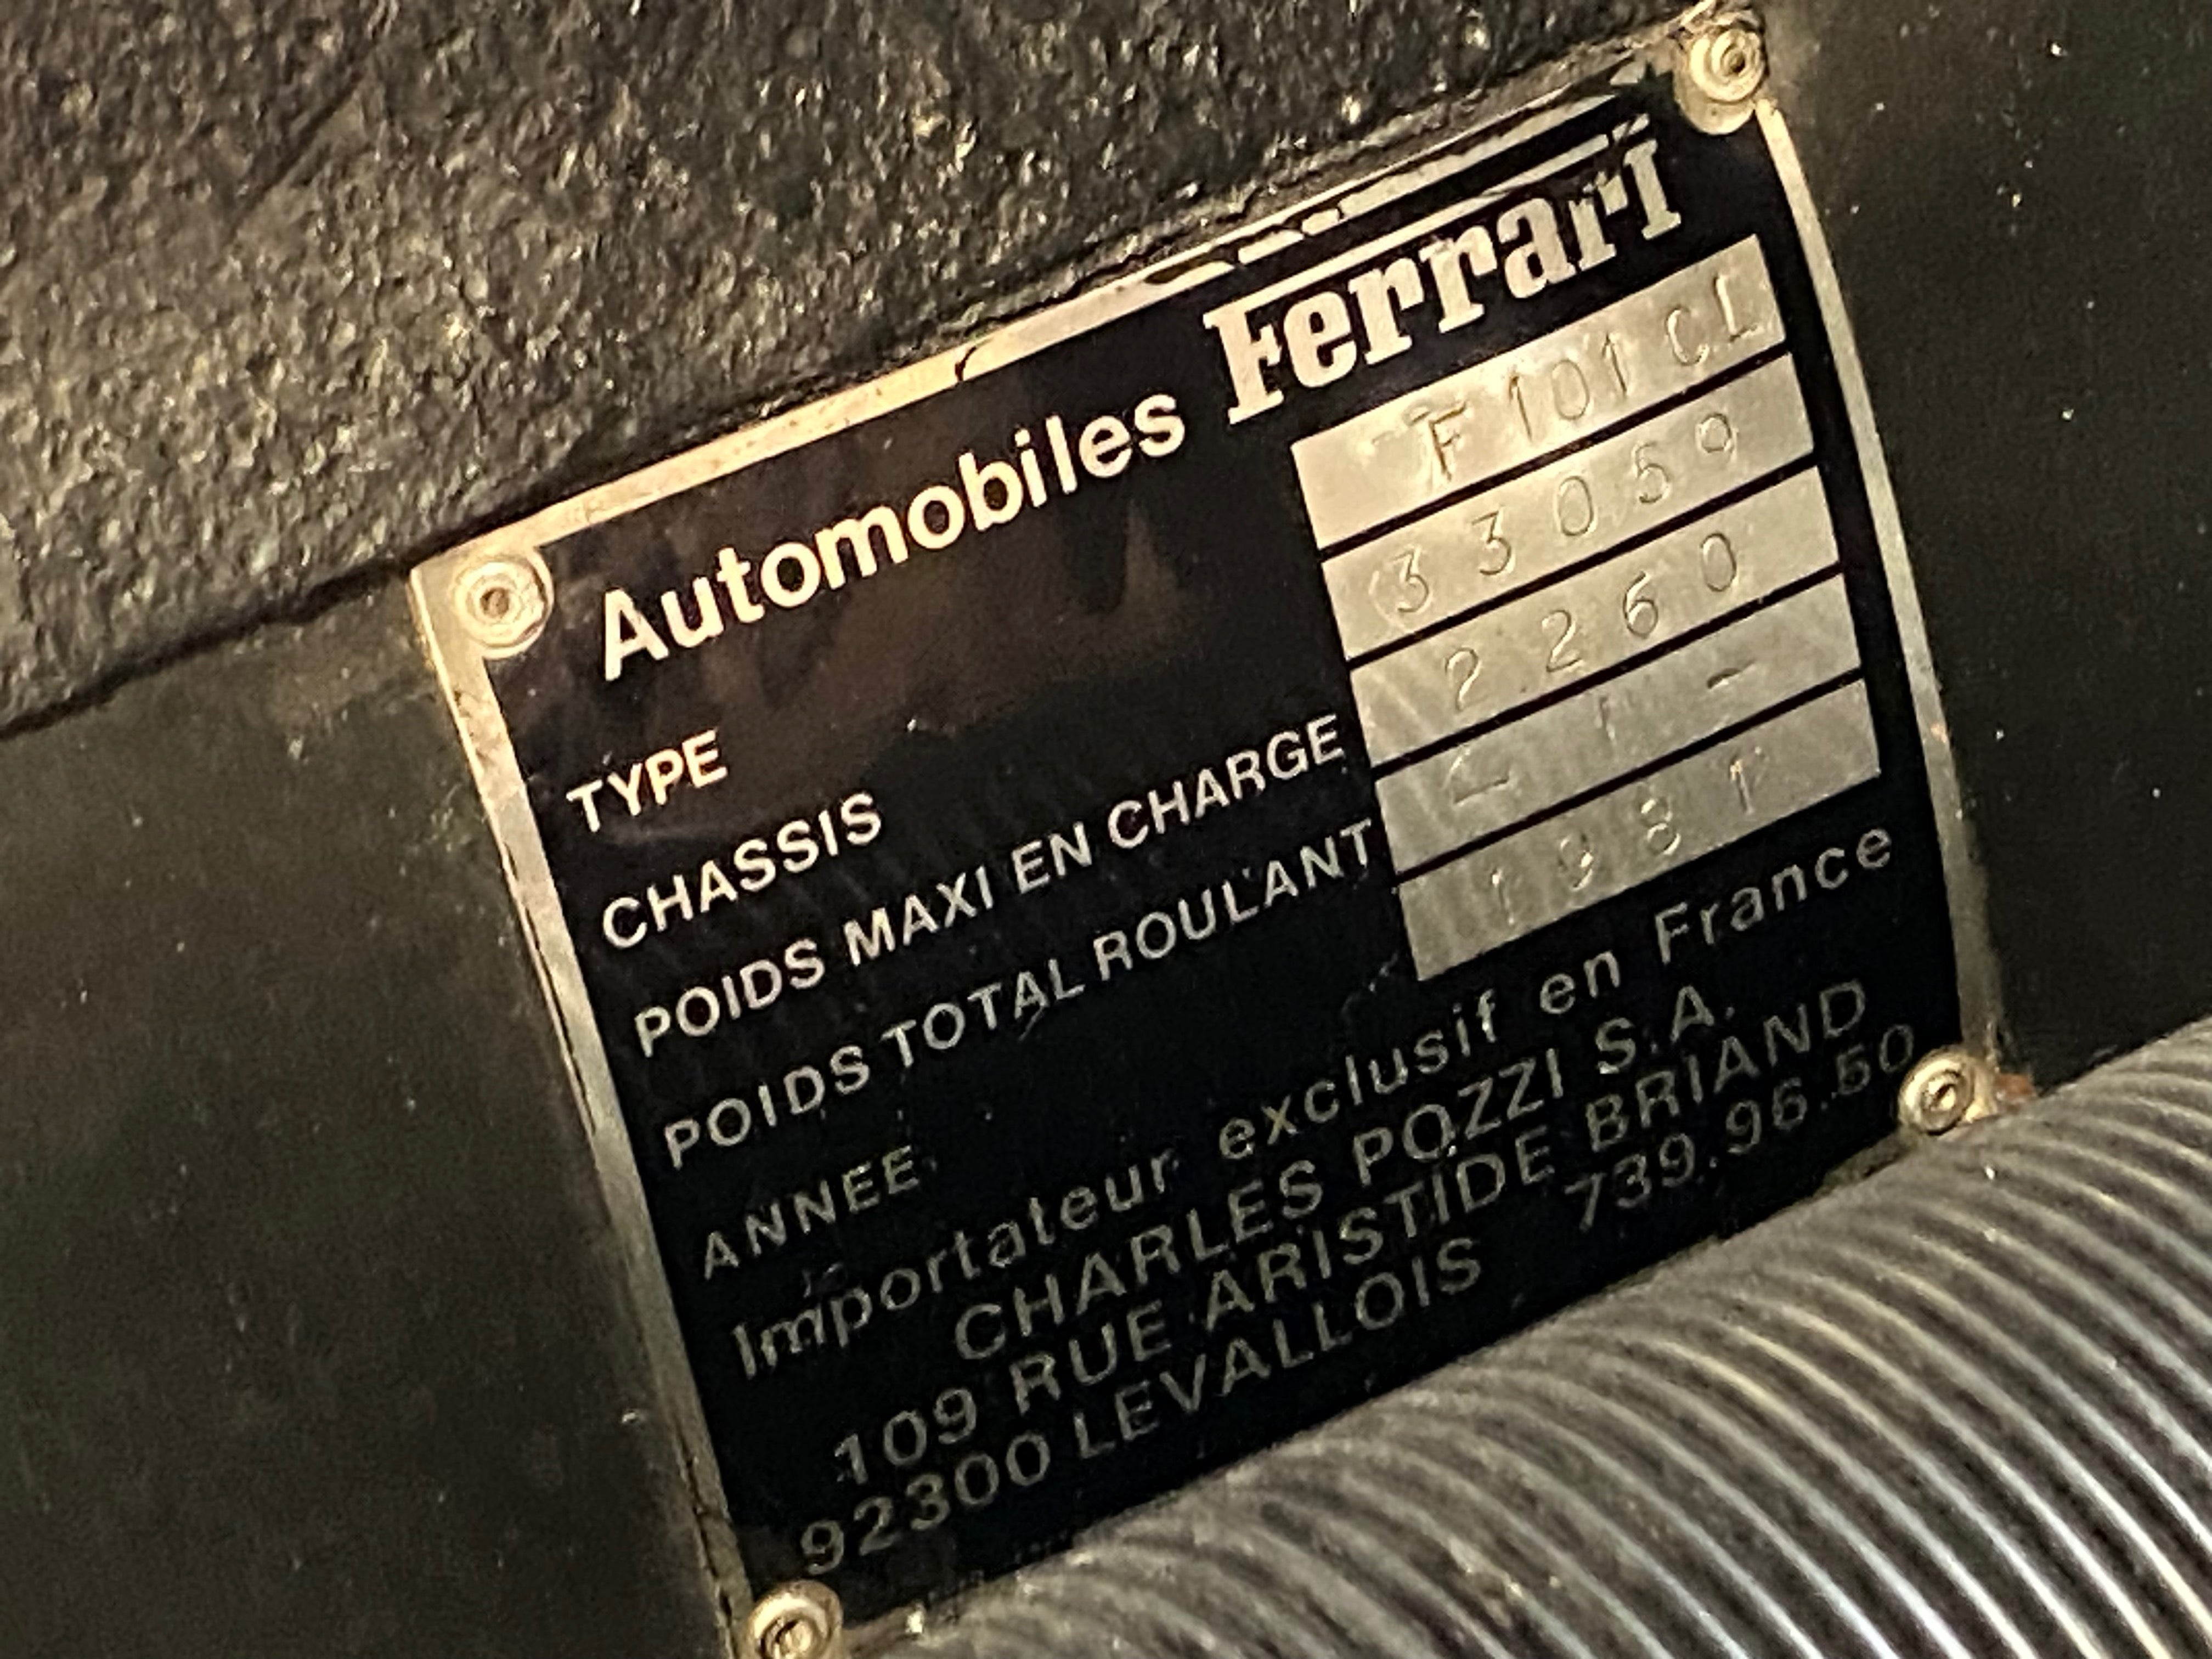 Automobiles Ferrari
TYPE F 101 CL
CHASSIS 33059
POIDS MAXI EN CHARGE 2260
POIDS TOTAL ROULANT
ANNEE 1981
Importateur exclusif en France
CHARLES POZZI S.A.
109 RUE ARISTIDE BRIAND
92300 LEVALLOIS 739.96.50